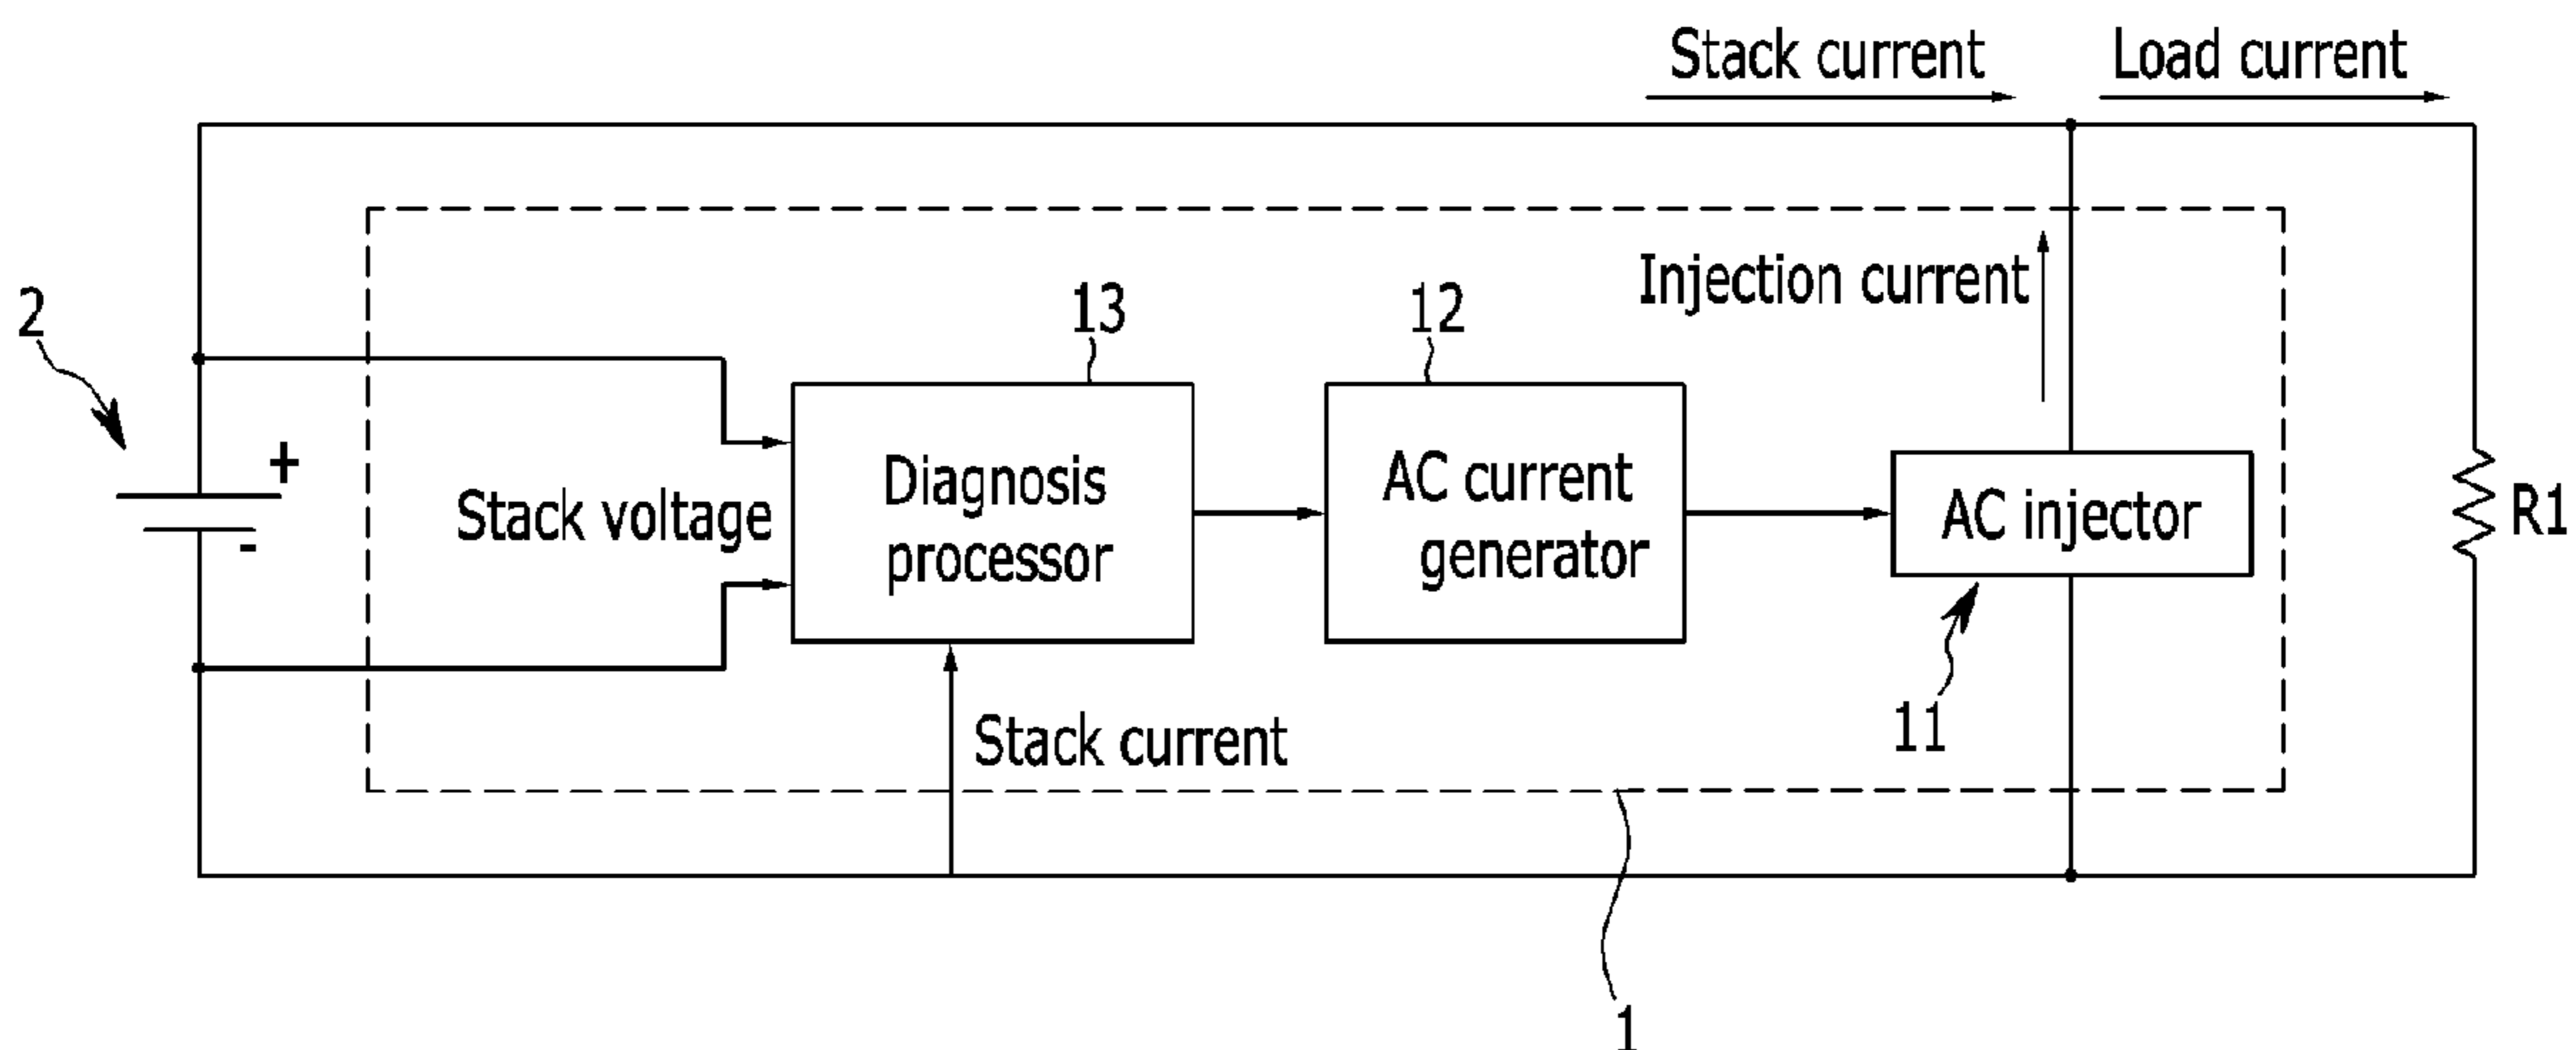 Stack current
Load current
Injection current
2
13
12
+
-
Stack voltage
Diagnosis
processor
AC current
generator
AC injector
R1
Stack current
11
1